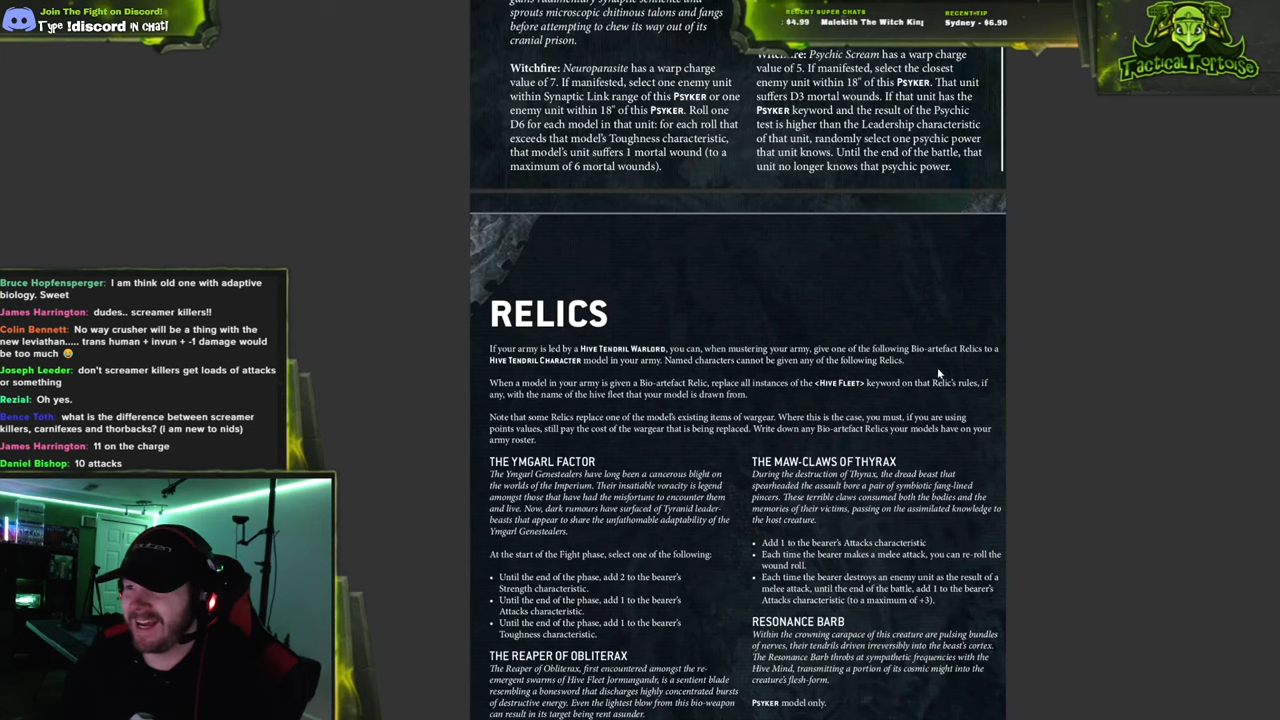 Join The Fight on Discord!
Type !discord in chat!
RECENT SUPER CHATS
: $4.99 Malekith The Witch King
RECENT TIP
Sydney - $6.90
TacticalTortoise
gains rudimentary synaptic sentience and
sprouts microscopic chitinous talons and fangs
before attempting to chew its way out of its
cranial prison.
Witchfire: Neuroparasite has a warp charge
value of 7. If manifested, select one enemy unit
within Synaptic Link range of this PSYKER or one
enemy unit within 18" of this PSYKER. Roll one
D6 for each model in that unit: for each roll that
exceeds that model's Toughness characteristic,
that model's unit suffers 1 mortal wound (to a
maximum of 6 mortal wounds).
Witchfire: Psychic Scream has a warp charge
value of 5. If manifested, select the closest
enemy unit within 18" of this PSYKER. That unit
suffers D3 mortal wounds. If that unit has the
PSYKER keyword and the result of the Psychic
test is higher than the Leadership characteristic
of that unit, randomly select one psychic power
that unit knows. Until the end of the battle, that
unit no longer knows that psychic power.
RELICS
If your army is led by a HIVE TENDRIL WARLORD, you can, when mustering your army, give one of the following Bio-artefact Relics to a
HIVE TENDRIL CHARACTER model in your army. Named characters cannot be given any of the following Relics.
When a model in your army is given a Bio-artefact Relic, replace all instances of the <HIVE FLEET> keyword on that Relic's rules, if
any, with the name of the hive fleet that your model is drawn from.
Note that some Relics replace one of the model's existing items of wargear. Where this is the case, you must, if you are using
points values, still pay the cost of the wargear that is being replaced. Write down any Bio-artefact Relics your models have on your
army roster.
THE YMGARL FACTOR
The Ymgarl Genestealers have long been a cancerous blight on
the worlds of the Imperium. Their insatiable voracity is legend
amongst those that have had the misfortune to encounter them
and live. Now, dark rumours have surfaced of Tyranid leader-
beasts that appear to share the unfathomable adaptability of the
Ymgarl Genestealers.
At the start of the Fight phase, select one of the following:
• Until the end of the phase, add 2 to the bearer's
Strength characteristic.
• Until the end of the phase, add 1 to the bearer's
Attacks characteristic.
• Until the end of the phase, add 1 to the bearer's
Toughness characteristic.
THE REAPER OF OBLITERAX
The Reaper of Obliterax, first encountered amongst the re-
emergent swarms of Hive Fleet Jormungandr, is a sentient blade
resembling a bonesword that discharges highly concentrated bursts
of destructive energy. Even the lightest blow from this bio-weapon
can result in its target being rent asunder.
THE MAW-CLAWS OF THYRAX
During the destruction of Thyrax, the dread beast that
spearheaded the assault bore a pair of symbiotic fang-lined
pincers. These terrible claws consumed both the bodies and the
memories of their victims, passing on the assimilated knowledge to
the host creature.
• Add 1 to the bearer's Attacks characteristic
• Each time the bearer makes a melee attack, you can re-roll the
wound roll.
• Each time the bearer destroys an enemy unit as the result of a
melee attack, until the end of the battle, add 1 to the bearer's
Attacks characteristic (to a maximum of +3).
RESONANCE BARB
Within the crowning carapace of this creature are pulsing bundles
of nerves, their tendrils driven irreversibly into the beast's cortex.
The Resonance Barb throbs at sympathetic frequencies with the
Hive Mind, transmitting a portion of its cosmic might into the
creature's flesh-form.
PSYKER model only.
Bruce Hopfensperger: I am think old one with adaptive
biology. Sweet
James Harrington: dudes.. screamer killers!!
Colin Bennett: No way crusher will be a thing with the
new leviathan..... trans human + invun + -1 damage would
be too much 😅
Joseph Leeder: don't screamer killers get loads of attacks
or something
Rezial: Oh yes.
Bence Tóth: what is the difference between screamer
killers, carnifexes and thorbacks? (i am new to nids)
James Harrington: 11 on the charge
Daniel Bishop: 10 attacks